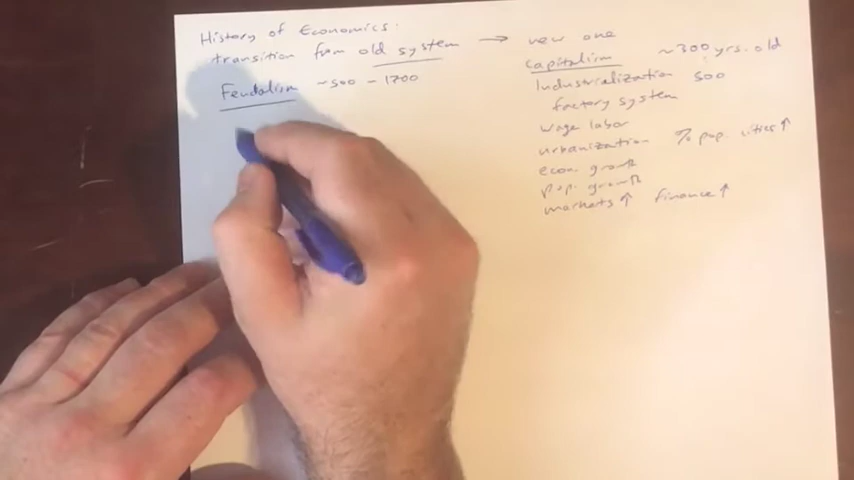 History of Economics:
transition from old system → new one
Feudalism ~500 - 1700
Capitalism ~300 yrs. old
Industrialization 500
factory system
wage labor
urbanization % pop. cities ↑
econ. growth
pop. growth
markets ↑ finance ↑